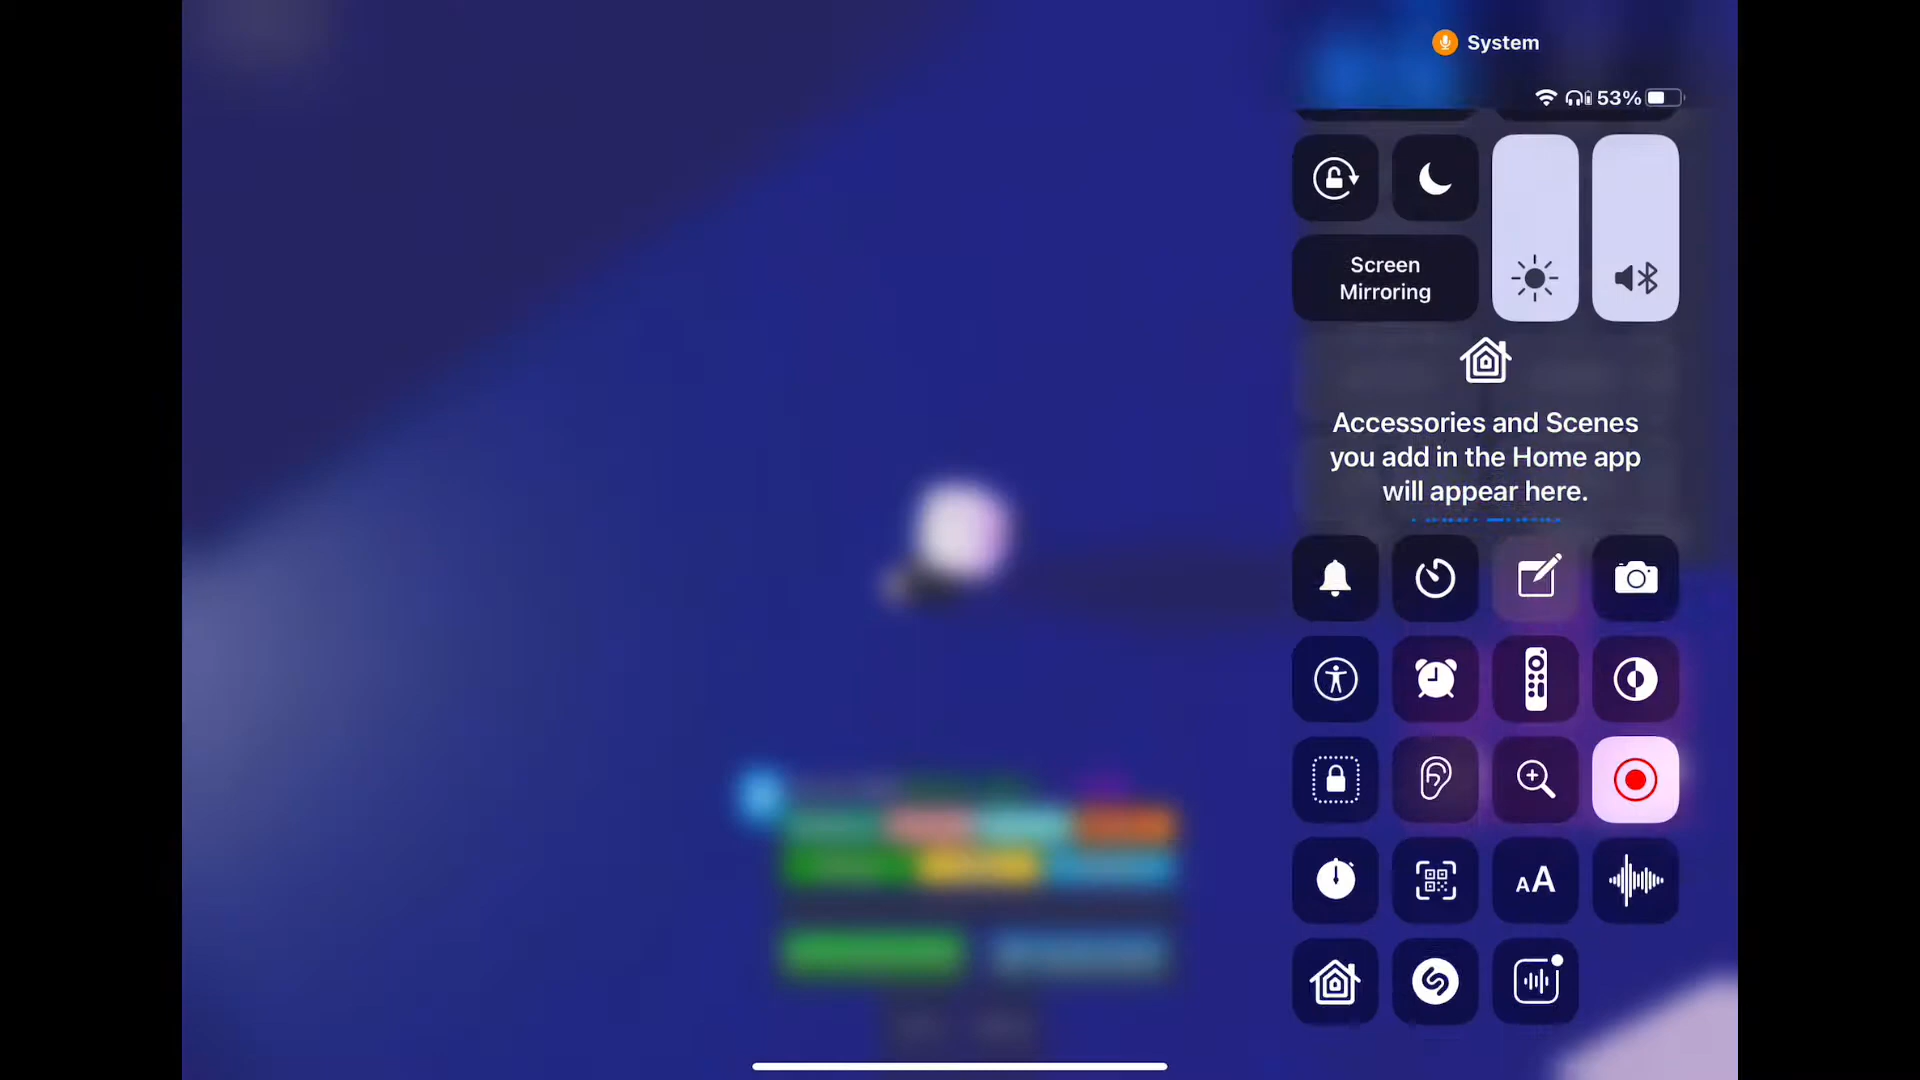 System
53%
Screen
Mirroring
Accessories and Scenes
you add in the Home app
will appear here.
AA